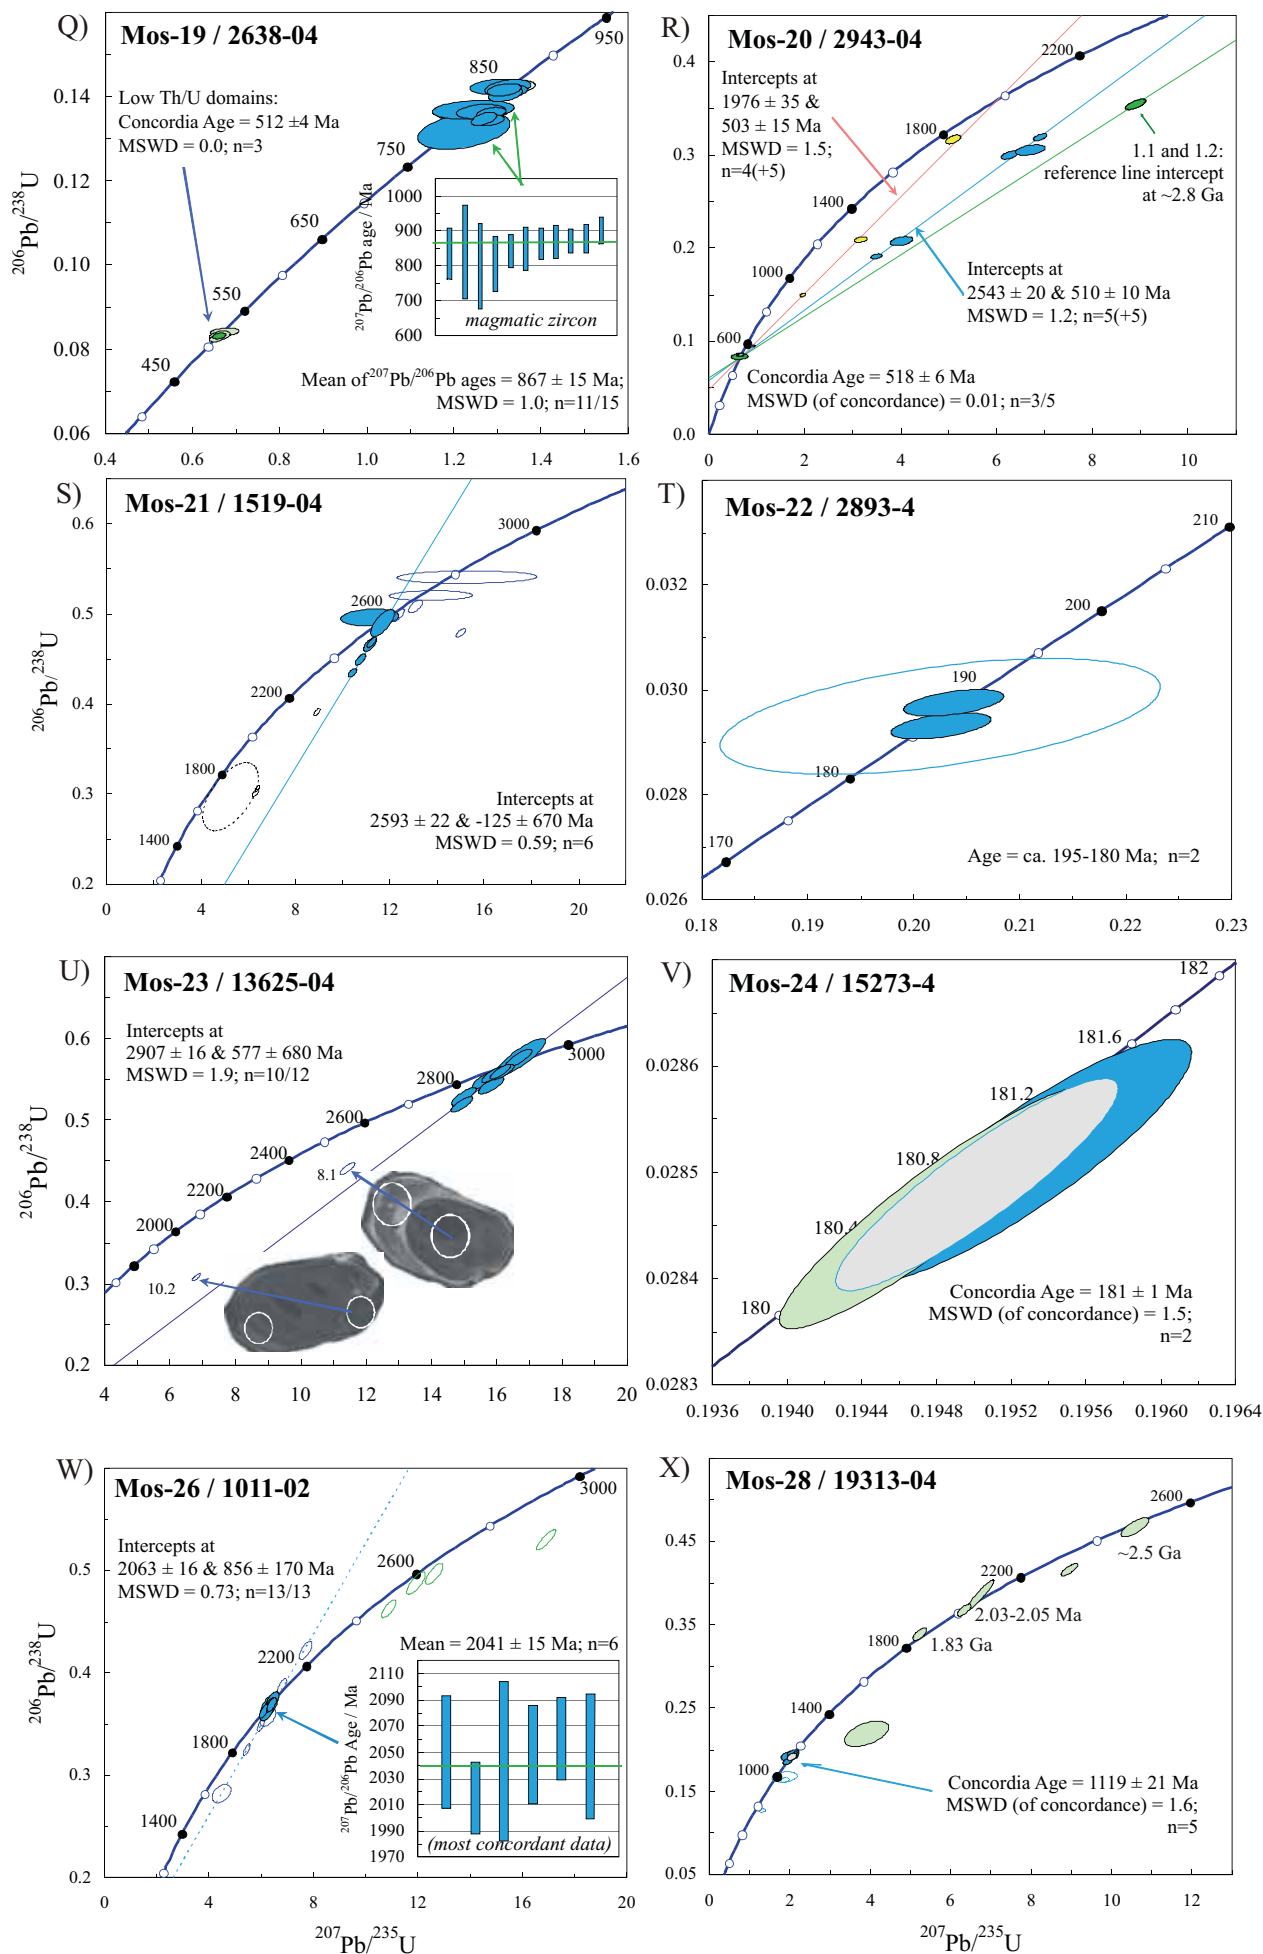 Q)
Mos-19 / 2638-04
950
850
0.14
Low Th/U domains:
Concordia Age = 512 ±4 Ma
MSWD = 0.0; n=3
750
0.12
206Pb/238U
650
0.10
550
0.08
450
0.06
0.4 0.6 0.8 1.0 1.2 1.4 1.6
207Pb/206Pb age / Ma
1000
900
800
700
600
magmatic zircon
Mean of 207Pb/206Pb ages = 867 ± 15 Ma;
MSWD = 1.0; n=11/15
R)
Mos-20 / 2943-04
2200
0.4
Intercepts at
1976 ± 35 &
503 ± 15 Ma
MSWD = 1.5;
n=4(+5)
1800
0.3
1.1 and 1.2:
reference line intercept
at ~2.8 Ga
1400
0.2
1000
Intercepts at
2543 ± 20 & 510 ± 10 Ma
MSWD = 1.2; n=5(+5)
600
0.1
Concordia Age = 518 ± 6 Ma
MSWD (of concordance) = 0.01; n=3/5
0.0
0 2 4 6 8 10
S)
Mos-21 / 1519-04
0.6
3000
2600
0.5
206Pb/238U
2200
0.4
1800
0.3
1400
0.2
Intercepts at
2593 ± 22 & -125 ± 670 Ma
MSWD = 0.59; n=6
0 4 8 12 16 20
T)
Mos-22 / 2893-4
210
0.032
200
190
0.030
180
0.028
170
0.026
Age = ca. 195-180 Ma; n=2
0.18 0.19 0.20 0.21 0.22 0.23
U)
Mos-23 / 13625-04
Intercepts at
2907 ± 16 & 577 ± 680 Ma
MSWD = 1.9; n=10/12
0.6
3000
2800
2600
0.5
206Pb/238U
2400
8.1
2200
0.4
2000
0.3
10.2
0.2
4 6 8 10 12 14 16 18 20
V)
Mos-24 / 15273-4
182
181.6
0.0286
181.2
180.8
0.0285
180.4
0.0284
180
0.0283
Concordia Age = 181 ± 1 Ma
MSWD (of concordance) = 1.5;
n=2
0.1936 0.1940 0.1944 0.1948 0.1952 0.1956 0.1960 0.1964
W)
Mos-26 / 1011-02
3000
0.6
Intercepts at
2063 ± 16 & 856 ± 170 Ma
MSWD = 0.73; n=13/13
2600
0.5
2200
0.4
206Pb/238U
1800
0.3
1400
0.2
Mean = 2041 ± 15 Ma; n=6
207Pb/206Pb Age / Ma
2110
2090
2070
2050
2030
2010
1990
1970
(most concordant data)
0 4 8 12 16 20
207Pb/235U
X)
Mos-28 / 19313-04
2600
0.45
~2.5 Ga
2200
0.35
2.03-2.05 Ma
1800
1.83 Ga
0.25
1400
0.15
1000
Concordia Age = 1119 ± 21 Ma
MSWD (of concordance) = 1.6;
n=5
0.05
0 2 4 6 8 10 12
207Pb/235U